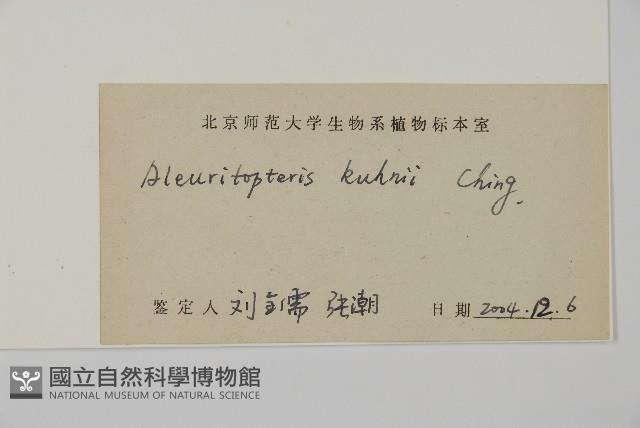 北京师范大学生物系植物标本室
Aleuritopteris kuhnii Ching.
鉴定人 刘全儒 张潮 日期 2004.12.6
國立自然科學博物館
NATIONAL MUSEUM OF NATURAL SCIENCE